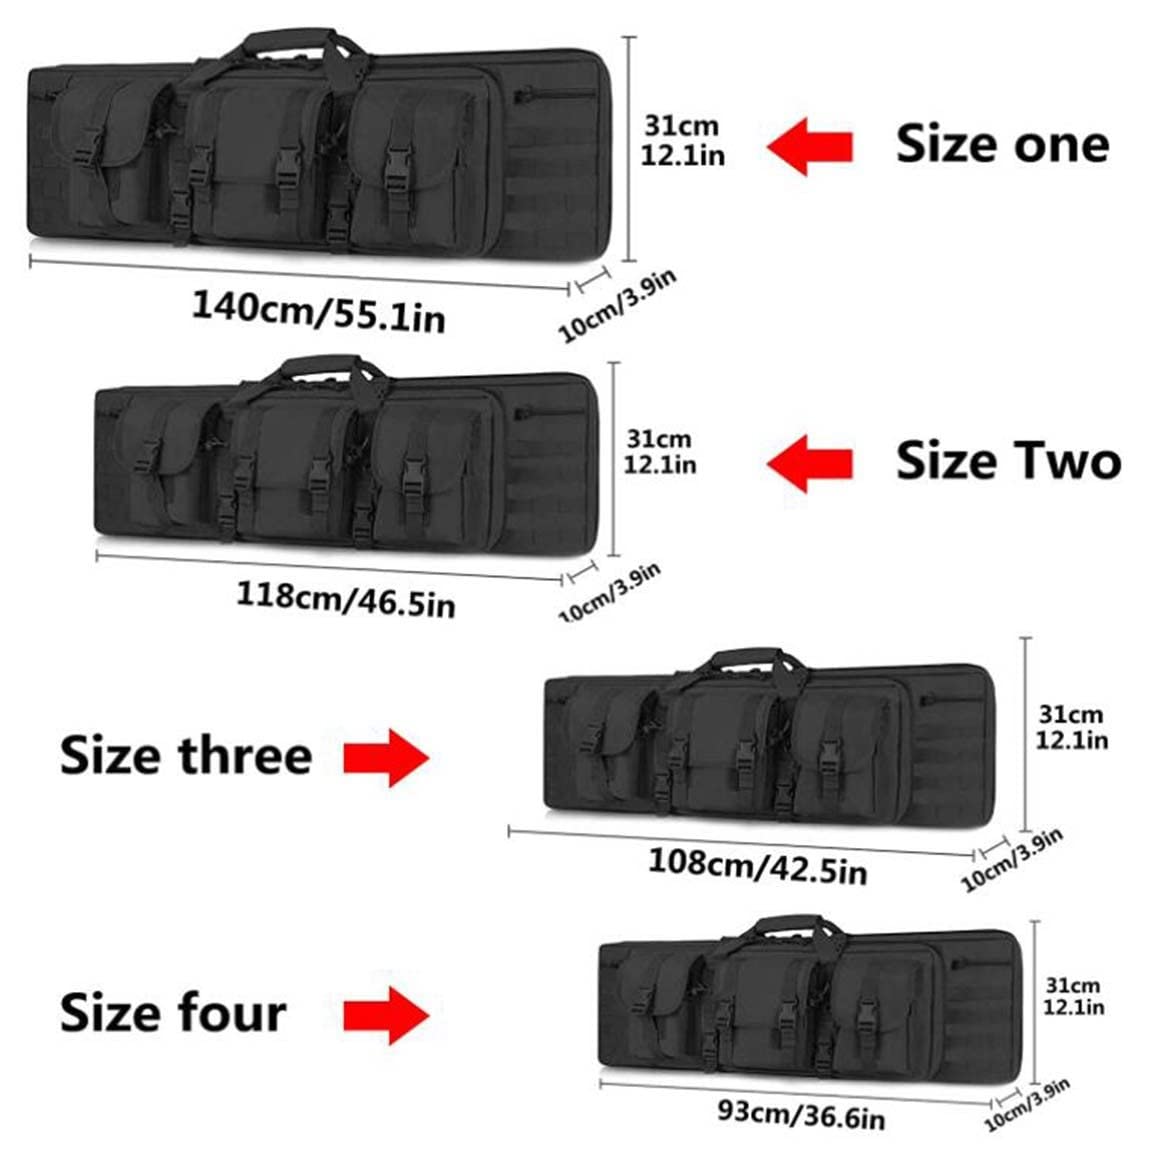 31cm
12.1in
Size one
140cm/55.1in
10cm/3.9in
31cm
12.1in
Size Two
118cm/46.5in
10cm/3.9in
Size three
31cm
12.1in
108cm/42.5in
10cm/3.9in
Size four
31cm
12.1in
93cm/36.6in
10cm/3.9in